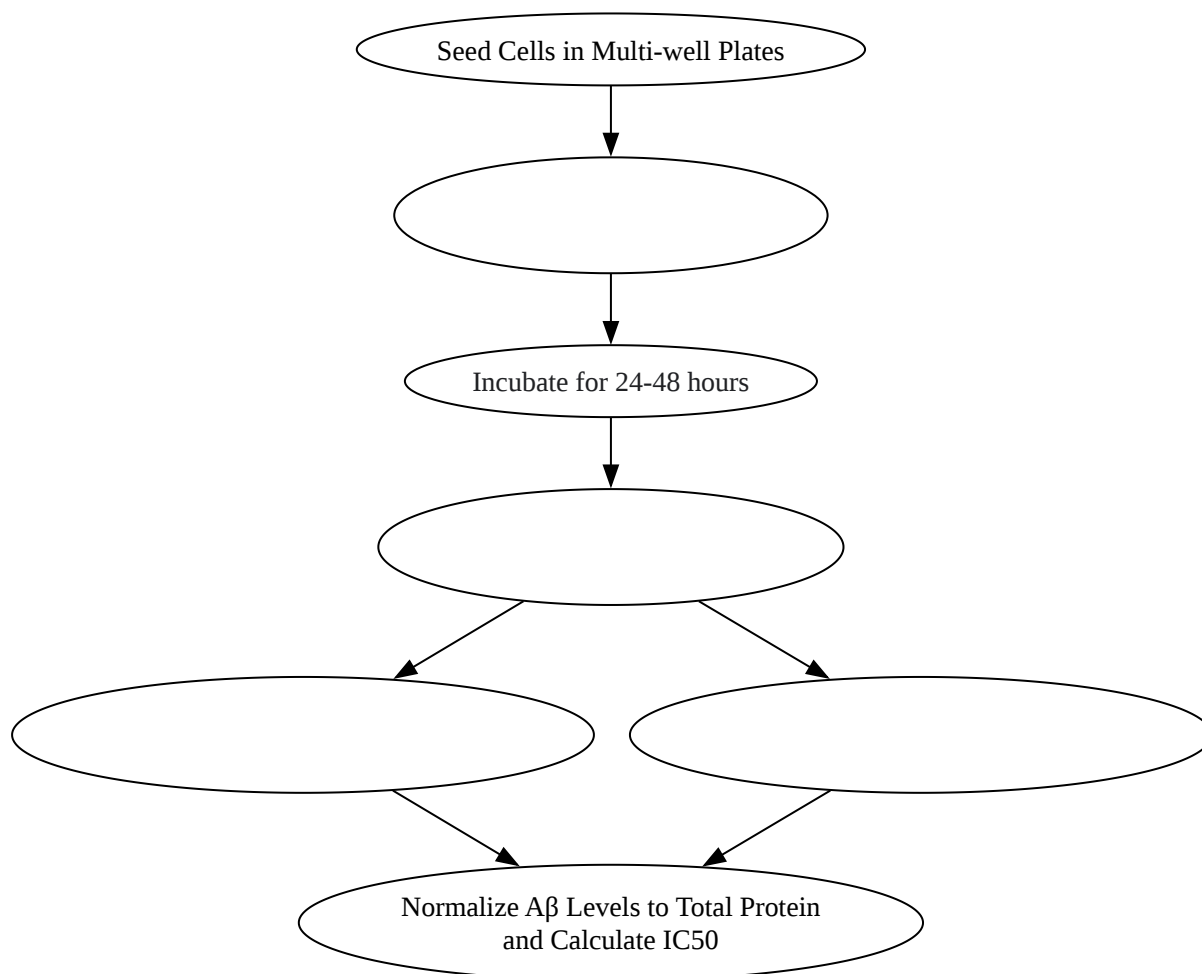 Seed Cells in Multi-well Plates
Incubate for 24-48 hours
Normalize Aβ Levels to Total Protein
and Calculate IC50